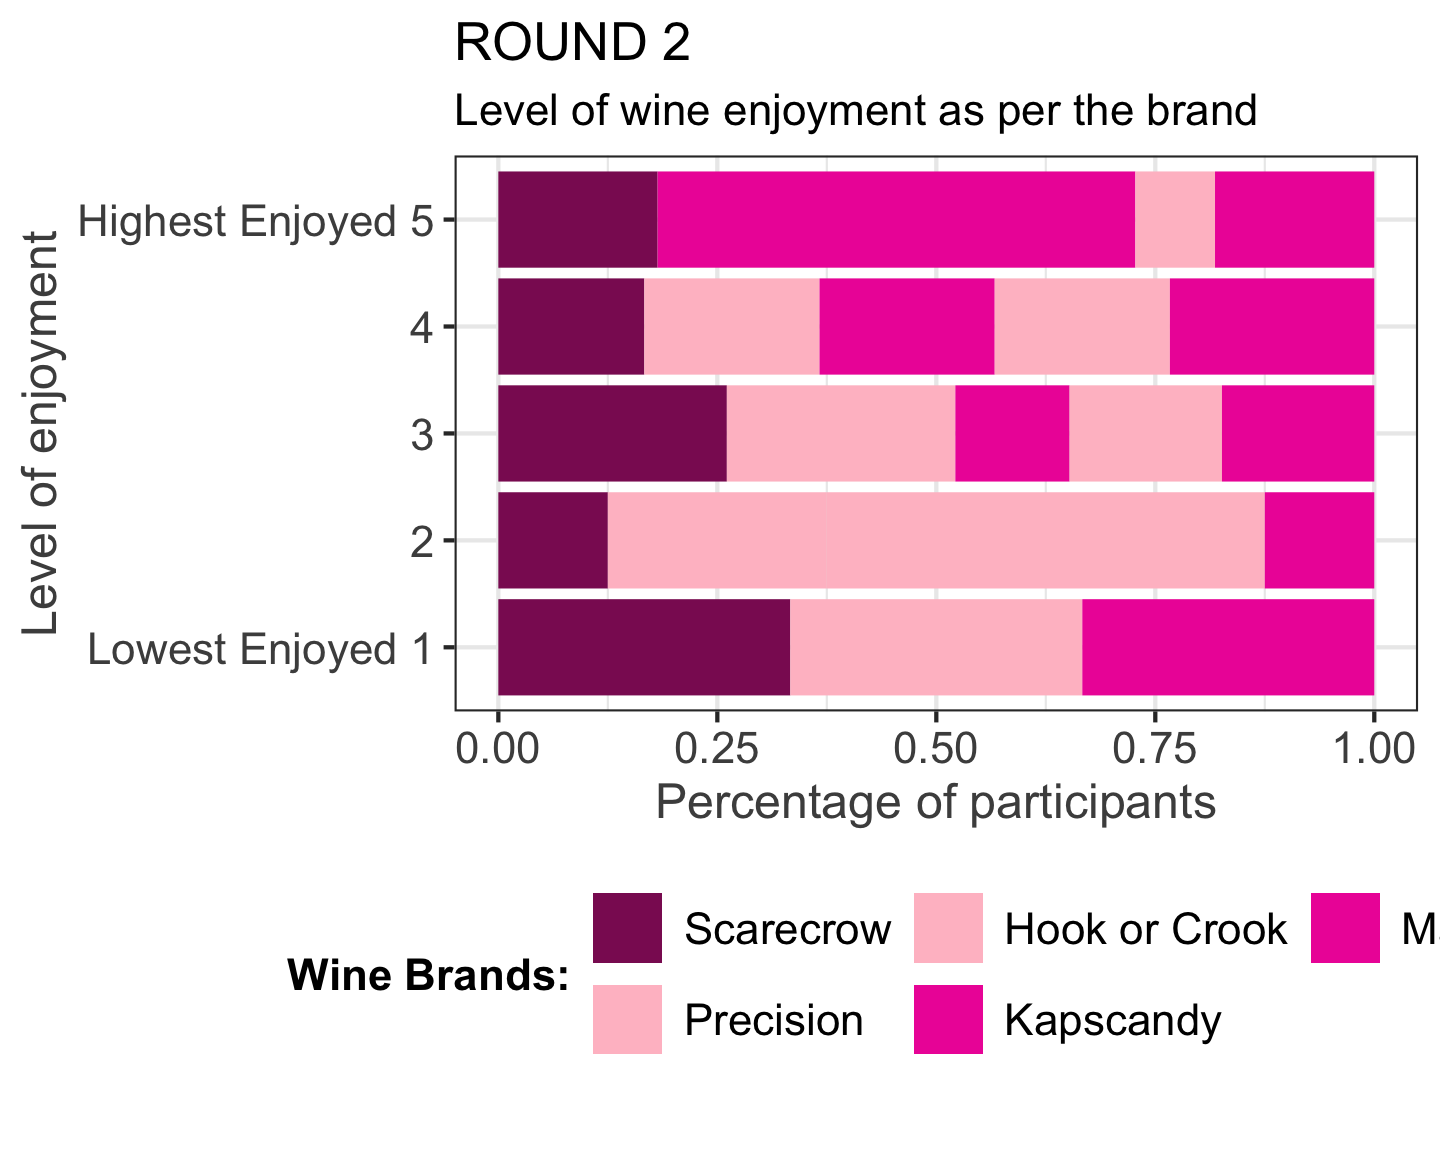 ROUND 2
Level of wine enjoyment as per the brand
Level of enjoyment
Highest Enjoyed 5
4
3
2
Lowest Enjoyed 1
0.00 0.25 0.50 0.75 1.00
Percentage of participants
Wine Brands:
Scarecrow Hook or Crook
Precision Kapscandy